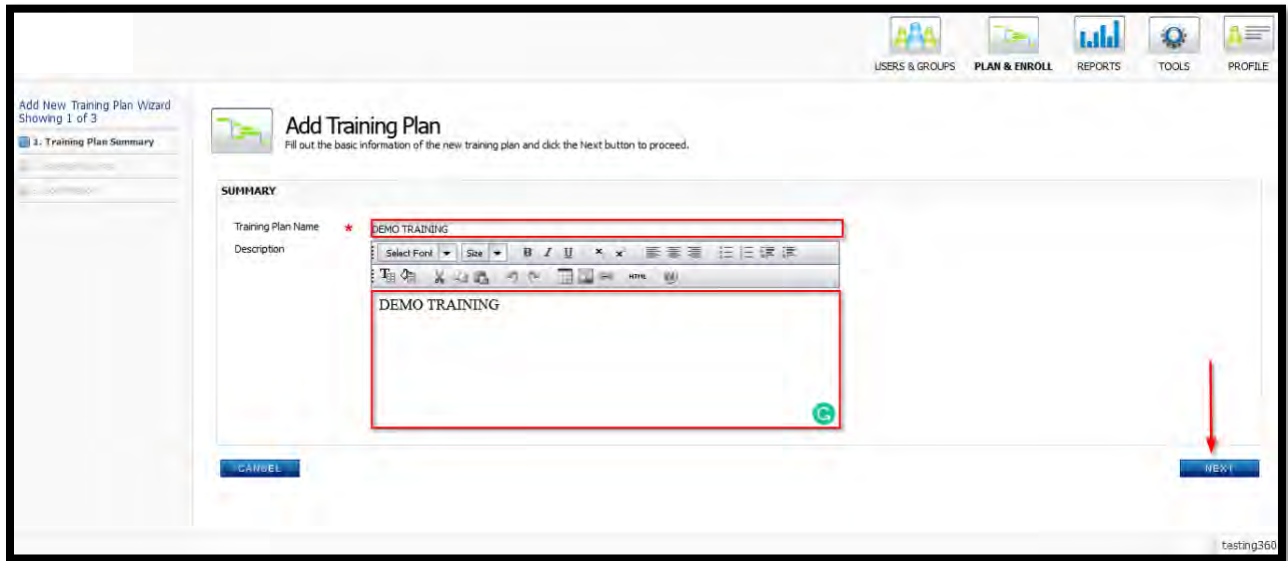 USERS & GROUPS PLAN & ENROLL REPORTS TOOLS PROFILE
Add New Training Plan Wizard
Showing 1 of 3
1. Training Plan Summary
Add Training Plan
Fill out the basic information of the new training plan and click the Next button to proceed.
SUMMARY
Training Plan Name * DEMO TRAINING
Description
Select Font Size B I U
HTML
DEMO TRAINING
CANCEL NEXT
testing360